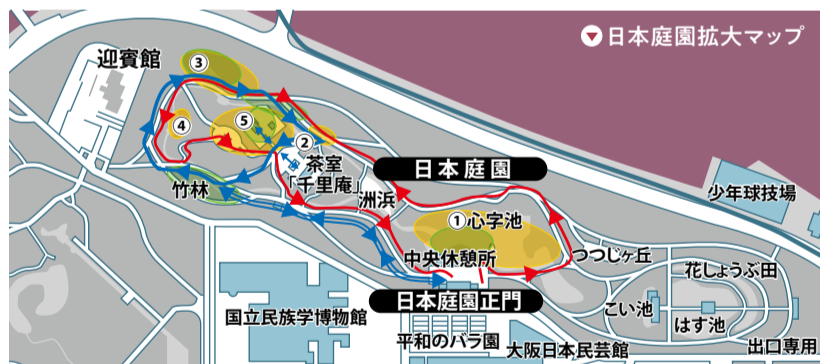 ▼日本庭園拡大マップ
迎賓館
③
④
⑤
②
茶室
「千里庵」
竹林
洲浜
日本庭園
少年球技場
①心字池
中央休憩所
つつじヶ丘
花しょうぶ田
こい池
はす池
日本庭園正門
国立民族学博物館
平和のバラ園
大阪日本民芸館
出口専用